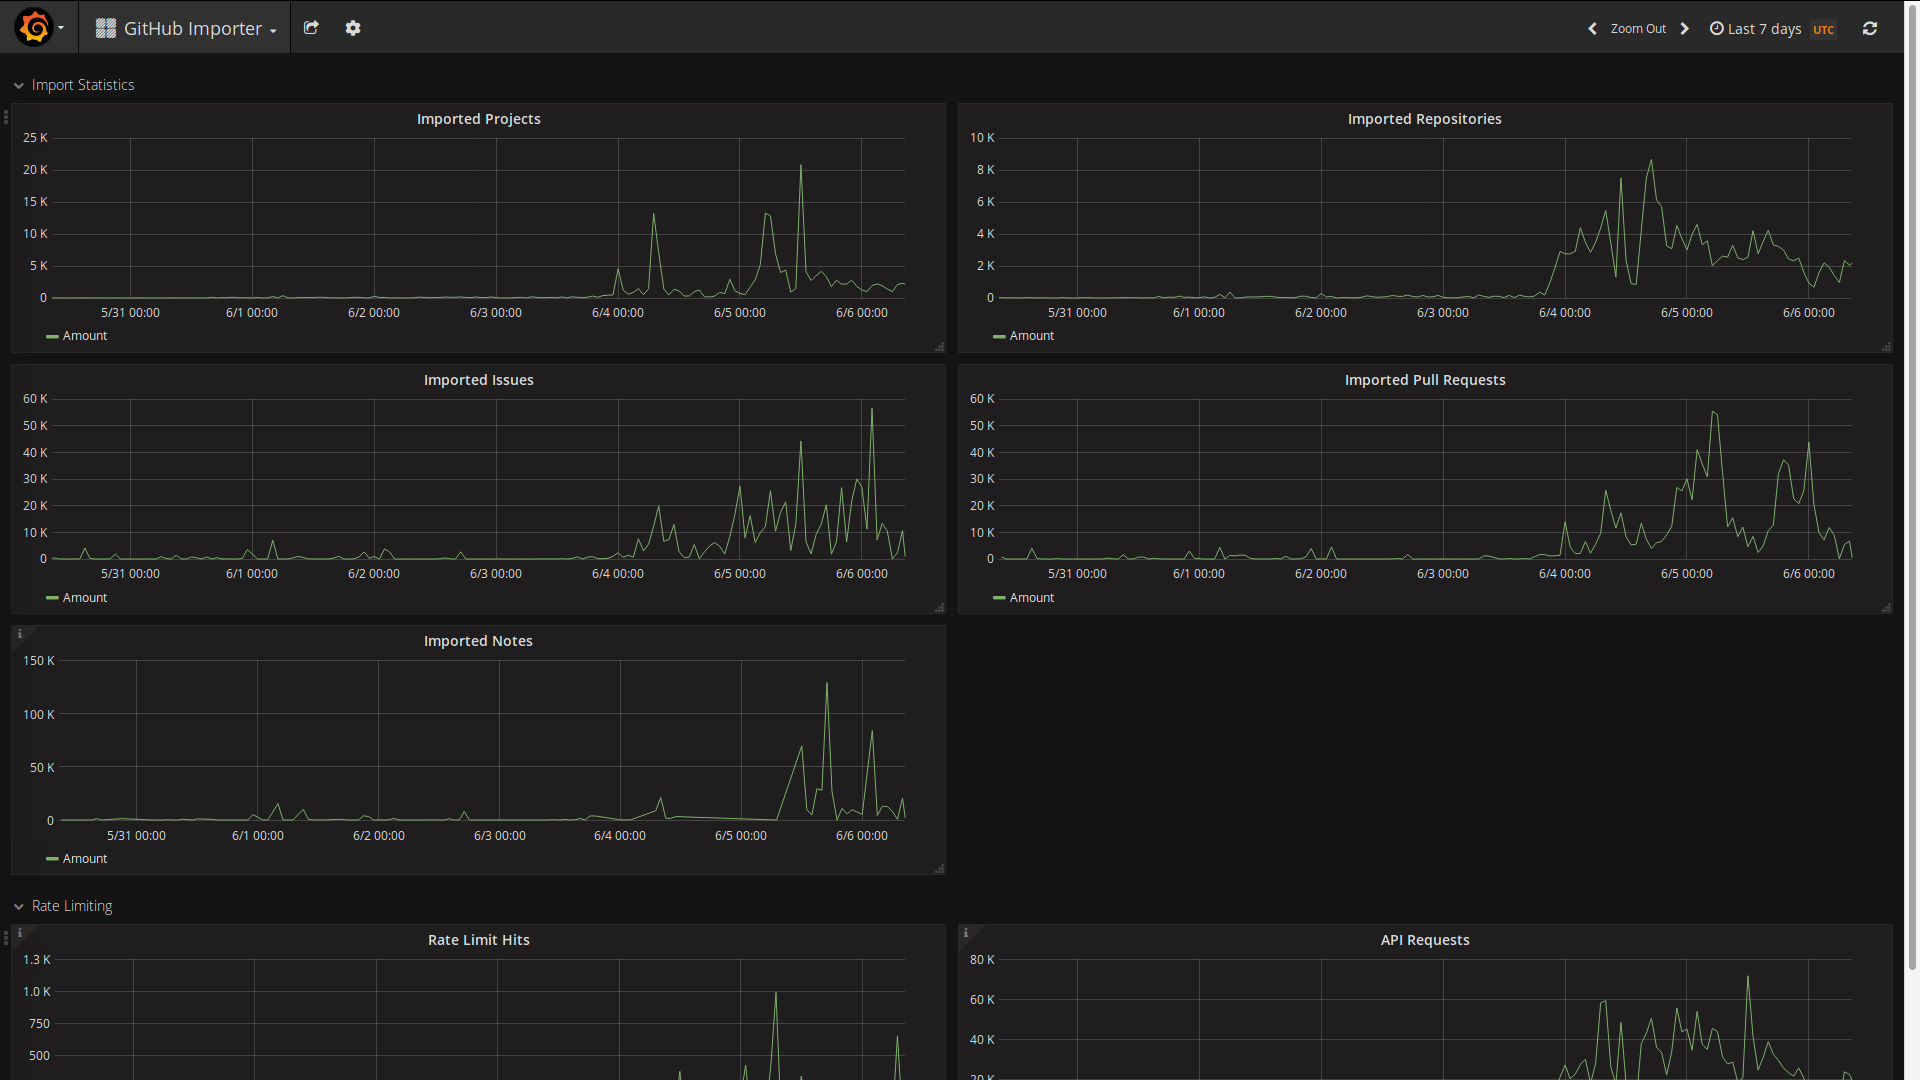 GitHub Importer
Zoom Out
Last 7 days UTC
Import Statistics
Imported Projects
25 K
20 K
15 K
10 K
5 K
0
5/31 00:00 6/1 00:00 6/2 00:00 6/3 00:00 6/4 00:00 6/5 00:00 6/6 00:00
Amount
Imported Repositories
10 K
8 K
6 K
4 K
2 K
0
5/31 00:00 6/1 00:00 6/2 00:00 6/3 00:00 6/4 00:00 6/5 00:00 6/6 00:00
Amount
Imported Issues
60 K
50 K
40 K
30 K
20 K
10 K
0
5/31 00:00 6/1 00:00 6/2 00:00 6/3 00:00 6/4 00:00 6/5 00:00 6/6 00:00
Amount
Imported Pull Requests
60 K
50 K
40 K
30 K
20 K
10 K
0
5/31 00:00 6/1 00:00 6/2 00:00 6/3 00:00 6/4 00:00 6/5 00:00 6/6 00:00
Amount
i
Imported Notes
150 K
100 K
50 K
0
5/31 00:00 6/1 00:00 6/2 00:00 6/3 00:00 6/4 00:00 6/5 00:00 6/6 00:00
Amount
Rate Limiting
i
Rate Limit Hits
1.3 K
1.0 K
750
500
i
API Requests
80 K
60 K
40 K
20 K